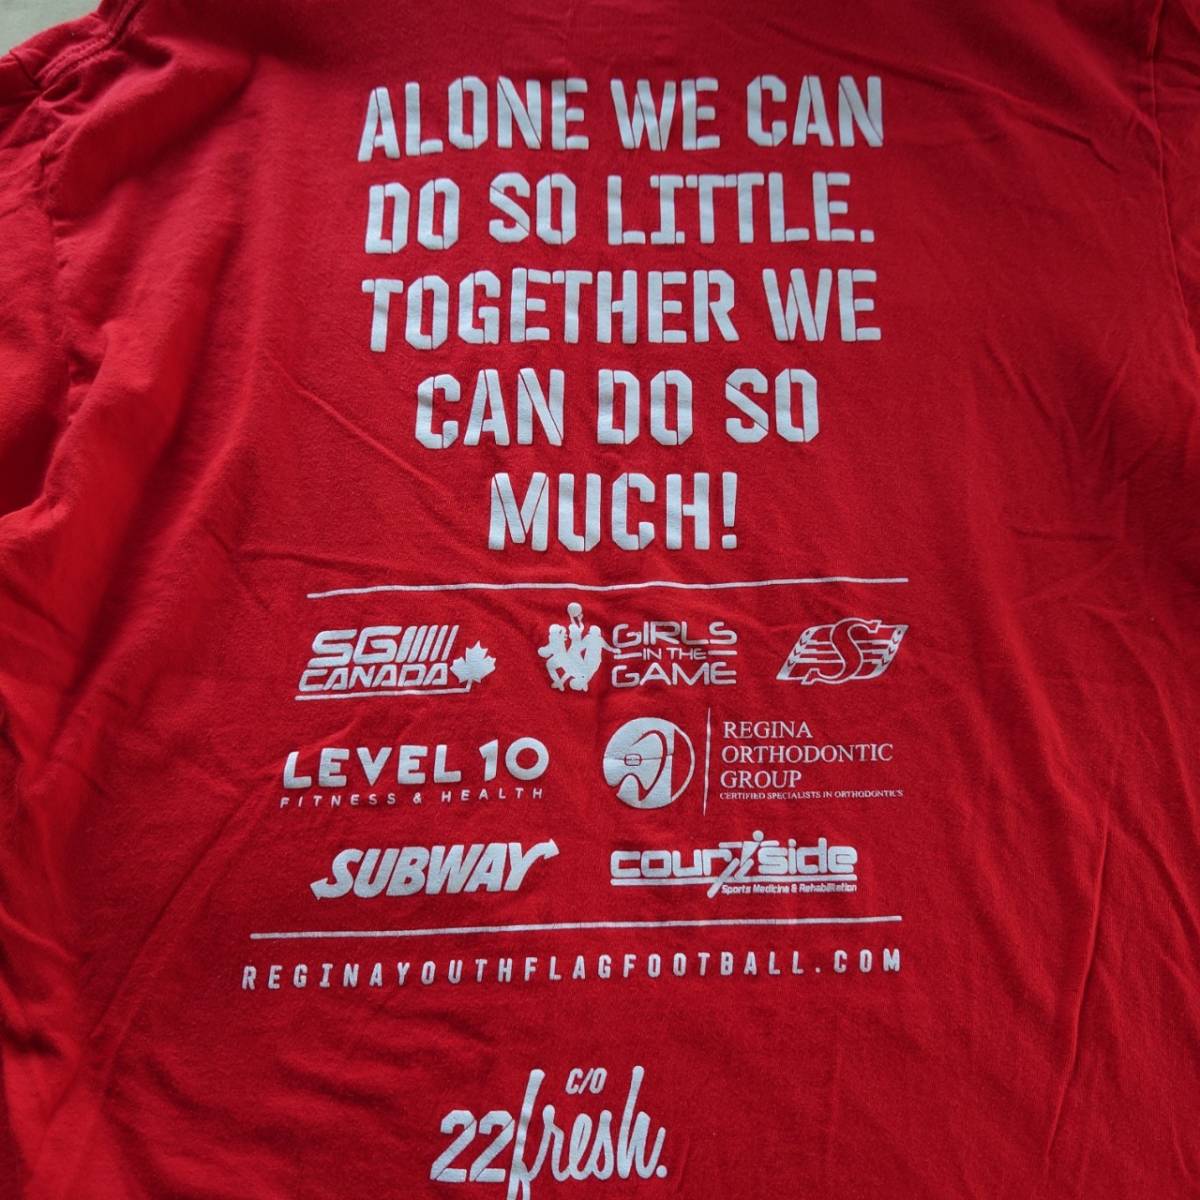 ALONE WE CAN
DO SO LITTLE.
TOGETHER WE
CAN DO SO
MUCH!
SGI CANADA
GIRLS
IN THE
GAME
S
LEVEL 10
FITNESS & HEALTH
REGINA
ORTHODONTIC
GROUP
CERTIFIED SPECIALISTS IN ORTHODONTICS
SUBWAY
courtside
Sports Medicine & Rehabilitation
REGINAYOUTHFLAGFOOTBALL.COM
C/O
22fresh.